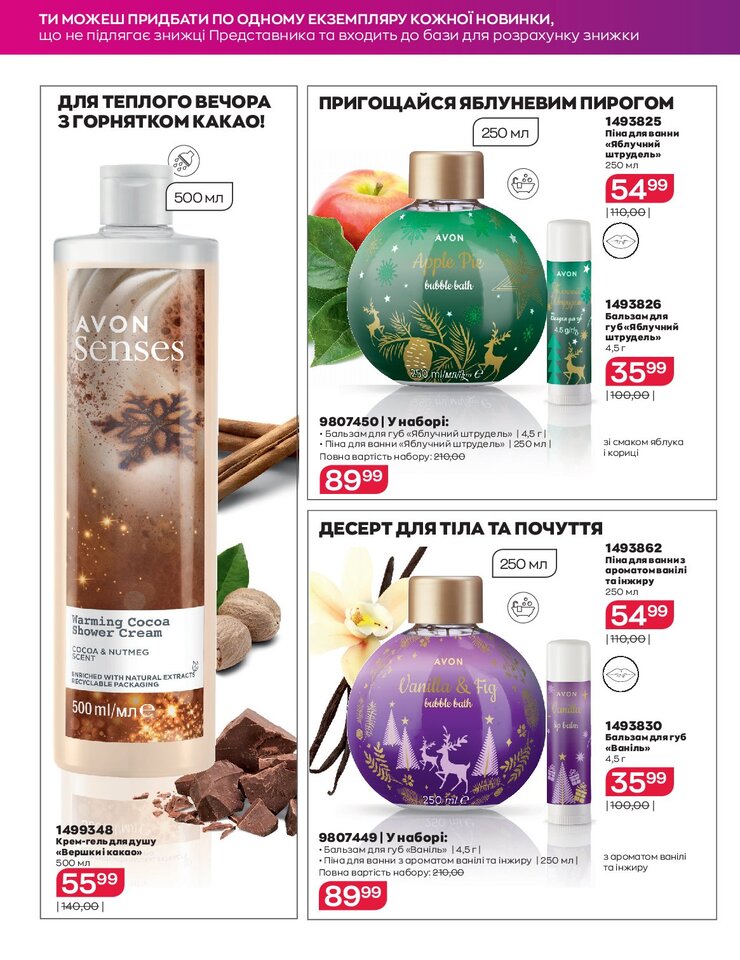 ТИ МОЖЕШ ПРИДБАТИ ПО ОДНОМУ ЕКЗЕМПЛЯРУ КОЖНОЇ НОВИНКИ,
що не підлягає знижці Представника та входить до бази для розрахунку знижки
ДЛЯ ТЕПЛОГО ВЕЧОРА
З ГОРНЯТКОМ КАКАО!
500 мл
AVON
Senses
Warming Cocoa
Shower Cream
COCOA & NUTMEG
SCENT
ENRICHED WITH NATURAL EXTRACTS
RECYCLABLE PACKAGING
500 ml/мл e
1499348
Крем-гель для душу
«Вершки і какао»
500 мл
55 99
| 140,00 |
ПРИГОЩАЙСЯ ЯБЛУНЕВИМ ПИРОГОМ
250 мл
AVON
Apple Pie
bubble bath
250 ml/мл e
AVON
4,5 g/г
1493825
Піна для ванни
«Яблучний
штрудель»
250 мл
54 99
| 110,00 |
1493826
Бальзам для
губ «Яблучний
штрудель»
4,5 г
35 99
| 100,00 |
зі смаком яблука
і кориці
9807450 | У наборі:
• Бальзам для губ «Яблучний штрудель» | 4,5 г |
• Піна для ванни «Яблучний штрудель» | 250 мл |
Повна вартість набору: 210,00
89 99
ДЕСЕРТ ДЛЯ ТІЛА ТА ПОЧУТТЯ
250 мл
AVON
Vanilla & Fig
bubble bath
250 ml e
AVON
Vanilla
lip balm
1493862
Піна для ванни з
ароматом ванілі
та інжиру
250 мл
54 99
| 110,00 |
1493830
Бальзам для губ
«Ваніль»
4,5 г
35 99
| 100,00 |
з ароматом ванілі
та інжиру
9807449 | У наборі:
• Бальзам для губ «Ваніль» | 4,5 г |
• Піна для ванни з ароматом ванілі та інжиру | 250 мл |
Повна вартість набору: 210,00
89 99